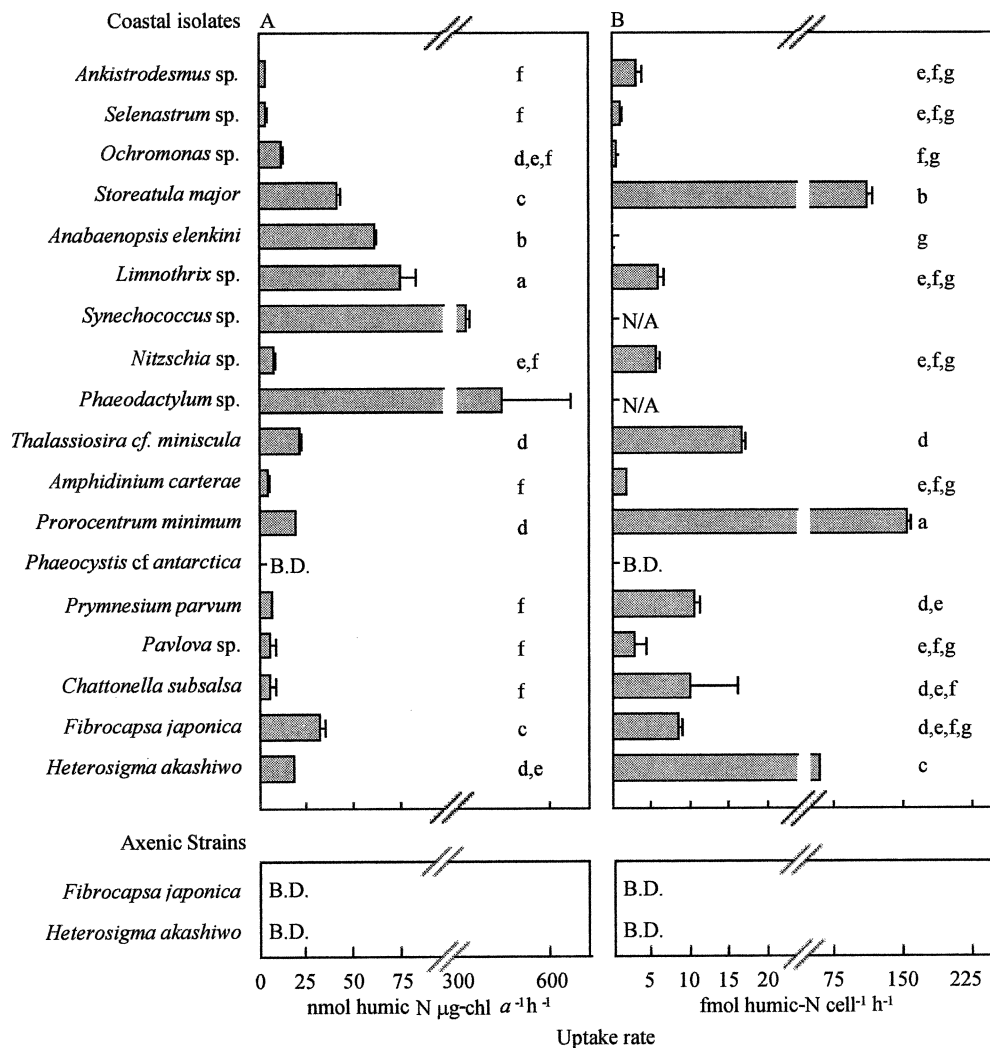 Coastal isolates A B
Ankistrodesmus sp. f e,f,g
Selenastrum sp. f e,f,g
Ochromonas sp. d,e,f f,g
Storeatula major c b
Anabaenopsis elenkini b g
Limnothrix sp. a e,f,g
Synechococcus sp. N/A
Nitzschia sp. e,f e,f,g
Phaeodactylum sp. N/A
Thalassiosira cf. miniscula d d
Amphidinium carterae f e,f,g
Prorocentrum minimum d a
Phaeocystis cf antarctica B.D. B.D.
Prymnesium parvum f d,e
Pavlova sp. f e,f,g
Chattonella subsalsa f d,e,f
Fibrocapsa japonica c d,e,f,g
Heterosigma akashiwo d,e c
Axenic Strains
Fibrocapsa japonica B.D. B.D.
Heterosigma akashiwo B.D. B.D.
0 25 50 75 300 600 5 10 15 20 150 225
nmol humic N µg-chl a⁻¹h⁻¹ fmol humic-N cell⁻¹ h⁻¹
Uptake rate